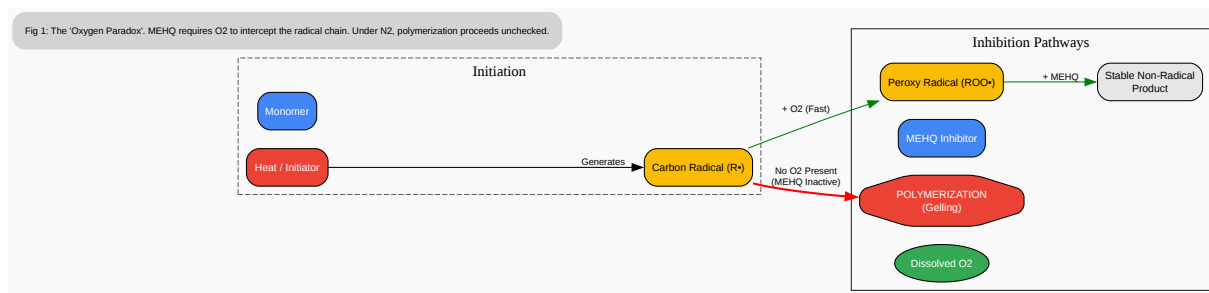 Fig 1: The 'Oxygen Paradox'. MEHQ requires O2 to intercept the radical chain. Under N2, polymerization proceeds unchecked.
Initiation
Monomer
Heat / Initiator
Generates
Carbon Radical (R•)
+ O2 (Fast)
No O2 Present
(MEHQ Inactive)
Inhibition Pathways
Peroxy Radical (ROO•)
+ MEHQ
Stable Non-Radical
Product
MEHQ Inhibitor
POLYMERIZATION
(Gelling)
Dissolved O2